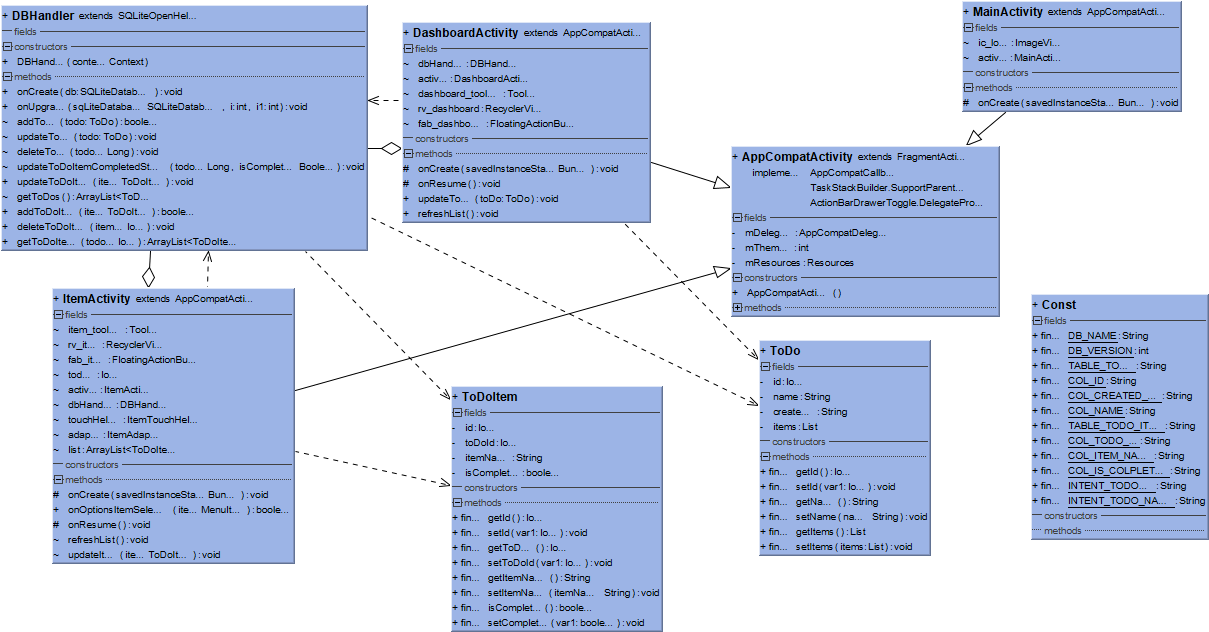 + DBHandler extends SQLiteOpenHel...
fields
constructors
+ DBHand... (conte... Context)
methods
+ onCreate(db:SQLiteDatab... ):void
+ onUpgra... (sqLiteDataba... SQLiteDatab... , i:int, i1:int):void
~ addTo... (todo:ToDo):boole...
~ updateTo... (todo:ToDo):void
~ deleteTo... (todo... Long):void
~ updateToDoItemCompletedSt... (todo... Long, isComplet... Boole... ):void
+ updateToDoIt... (ite... ToDoIt... ):void
~ getToDos():ArrayList<ToD...
+ addToDoIt... (ite... ToDoIt... ):boole...
+ deleteToDoIt... (item... lo... ):void
+ getToDoIte... (todo... lo... ):ArrayList<ToDoIte...
+ DashboardActivity extends AppCompatActi...
fields
~ dbHand... :DBHand...
~ activ... :DashboardActi...
~ dashboard_tool... :Tool...
~ rv_dashboard:RecyclerVi...
~ fab_dashbo... :FloatingActionBu...
constructors
methods
# onCreate(savedInstanceSta... Bun... ):void
# onResume():void
+ updateTo... (toDo:ToDo):void
+ refreshList():void
+ MainActivity extends AppCompatActi...
fields
~ ic_lo... :ImageVi...
~ activ... :MainActi...
constructors
methods
# onCreate(savedInstanceSta... Bun... ):void
+ AppCompatActivity extends FragmentActi...
impleme... AppCompatCallb...
TaskStackBuilder.SupportParent...
ActionBarDrawerToggle.DelegatePro...
fields
- mDeleg... :AppCompatDeleg...
- mThem... :int
- mResources:Resources
constructors
+ AppCompatActi... ()
methods
+ ItemActivity extends AppCompatActi...
fields
~ item_tool... :Tool...
~ rv_it... :RecyclerVi...
~ fab_it... :FloatingActionBu...
~ tod... :lo...
~ activ... :ItemActi...
~ dbHand... :DBHand...
~ touchHel... :ItemTouchHel...
~ adap... :ItemAdap...
~ list:ArrayList<ToDoIte...
constructors
methods
# onCreate(savedInstanceSta... Bun... ):void
+ onOptionsItemSele... (ite... MenuIt... ):boole...
# onResume():void
~ refreshList():void
~ updateIt... (ite... ToDoIt... ):void
+ ToDoItem
fields
- id:lo...
- toDoId:lo...
- itemNa... :String
- isComplet... :boole...
constructors
methods
+ fin... getId():lo...
+ fin... setId(var1:lo... ):void
+ fin... getToD... ():lo...
+ fin... setToDoId(var1:lo... ):void
+ fin... getItemNa... ():String
+ fin... setItemNa... (itemNa... String):void
+ fin... isComplet... ():boole...
+ fin... setComplet... (var1:boole... ):void
+ ToDo
fields
- id:lo...
- name:String
- create... :String
- items:List
constructors
methods
+ fin... getId():lo...
+ fin... setId(var1:lo... ):void
+ fin... getNa... ():String
+ fin... setName(na... String):void
+ fin... getItems():List
+ fin... setItems(items:List):void
+ Const
fields
+ fin... DB_NAME:String
+ fin... DB_VERSION:int
+ fin... TABLE_TO... :String
+ fin... COL_ID:String
+ fin... COL_CREATED_... :String
+ fin... COL_NAME:String
+ fin... TABLE_TODO_IT... :String
+ fin... COL_TODO_... :String
+ fin... COL_ITEM_NA... :String
+ fin... COL_IS_COLPLET... :String
+ fin... INTENT_TODO... :String
+ fin... INTENT_TODO_NA... :String
constructors
methods